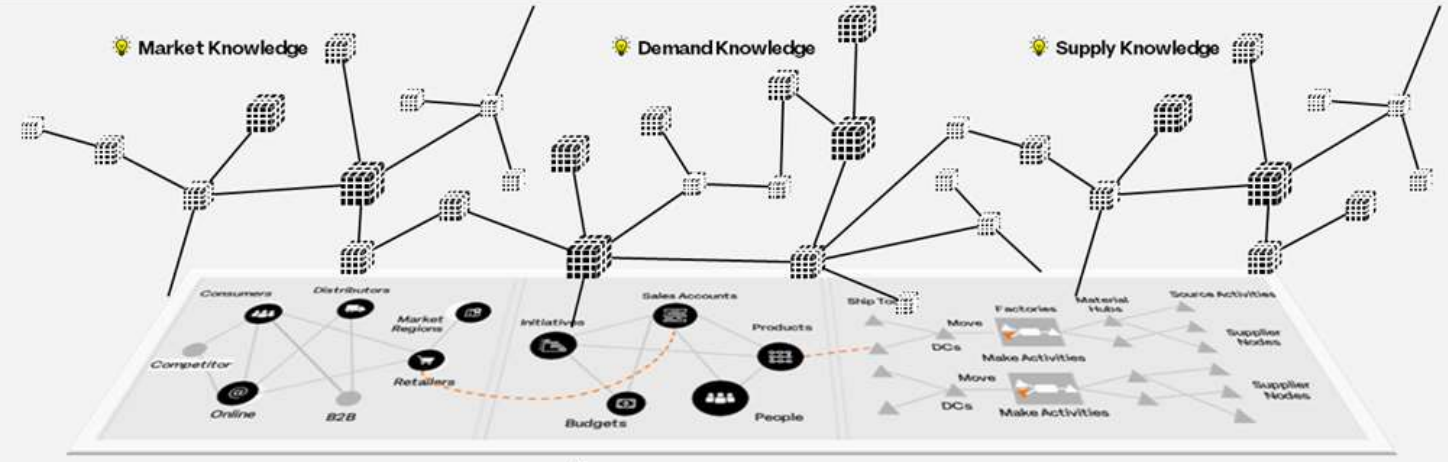 Market Knowledge
Demand Knowledge
Supply Knowledge
Consumers
Distributors
Market
Regions
Competitor
Retailers
Online
B2B
Initiatives
Sales Accounts
Products
Budgets
People
Ship
Move
DCs
Factories
Material
Hubs
Source Activities
Make Activities
Supplier
Nodes
Move
DCs
Make Activities
Supplier
Nodes